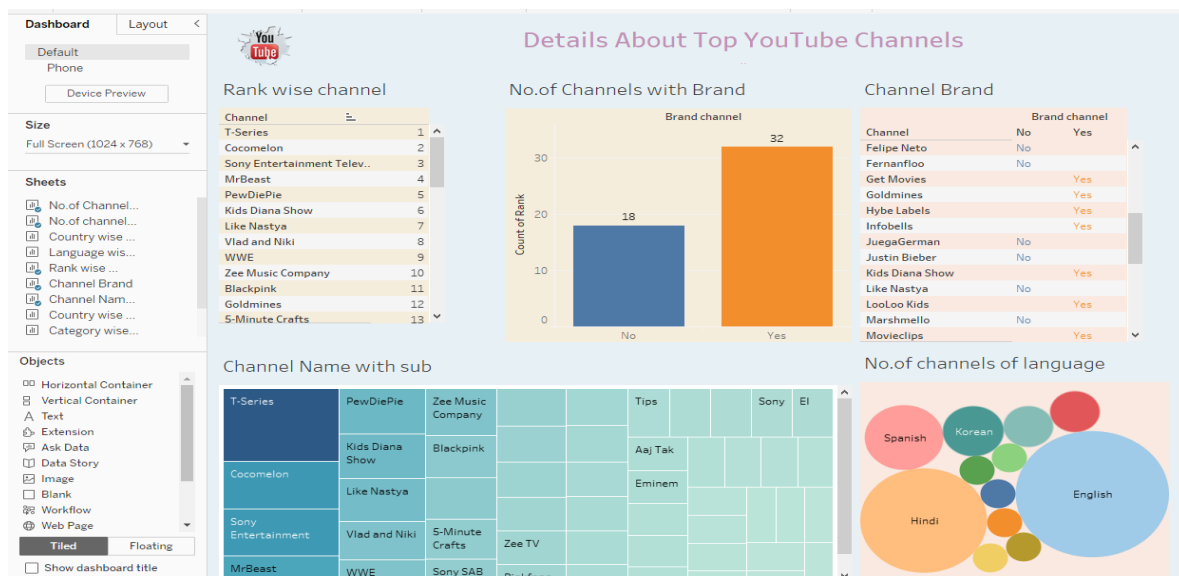 Dashboard
Layout
<
Default
Phone
Device Preview
Size
Full Screen (1024 x 768)
Sheets
No.of Chann...
No.of channel...
Country wise ...
Language wis...
Rank wise ...
Channel Brand
Channel Nam...
Country wise ...
Category wise...
Objects
Horizontal Container
Vertical Container
A Text
Extension
Ask Data
Data Story
Image
Blank
Workflow
Web Page
Tiled
Floating
Show dashboard title
You
Tube
Details About Top YouTube Channels
Rank wise channel
Channel
T-Series 1
Cocomelon 2
Sony Entertainment Telev.. 3
MrBeast 4
PewDiePie 5
Kids Diana Show 6
Like Nastya 7
Vlad and Niki 8
WWE 9
Zee Music Company 10
Blackpink 11
Goldmines 12
5-Minute Crafts 13
No.of Channels with Brand
Brand channel
Count of Rank
30
20
10
0
18
32
No
Yes
Channel Brand
Brand channel
Channel No Yes
Felipe Neto No
Fernanfloo No
Get Movies Yes
Goldmines Yes
Hybe Labels Yes
Infobells Yes
JuegaGerman No
Justin Bieber No
Kids Diana Show Yes
Like Nastya No
LooLoo Kids Yes
Marshmello No
Movieclips Yes
Channel Name with sub
T-Series
Cocomelon
Sony
Entertainment
MrBeast
PewDiePie
Kids Diana
Show
Like Nastya
Vlad and Niki
WWE
Zee Music
Company
Blackpink
5-Minute
Crafts
Sony SAB
Zee TV
Tips
Aaj Tak
Eminem
Sony
El
No.of channels of language
Spanish
Korean
Hindi
English